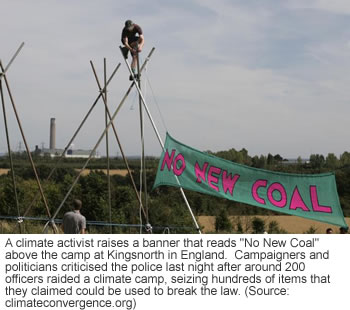 NO NEW COAL
A climate activist raises a banner that reads "No New Coal"
above the camp at Kingsnorth in England.  Campaigners and
politicians criticised the police last night after around 200
officers raided a climate camp, seizing hundreds of items that
they claimed could be used to break the law. (Source:
climateconvergence.org)